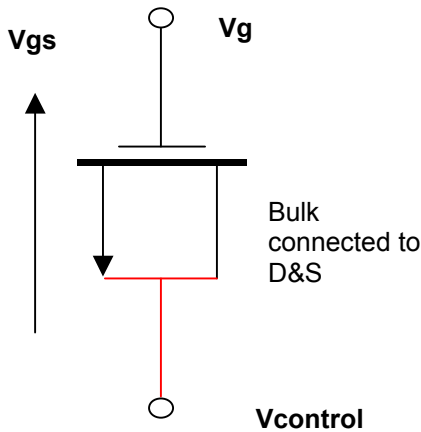 Vgs
Vg
Bulk
connected to
D&S
Vcontrol